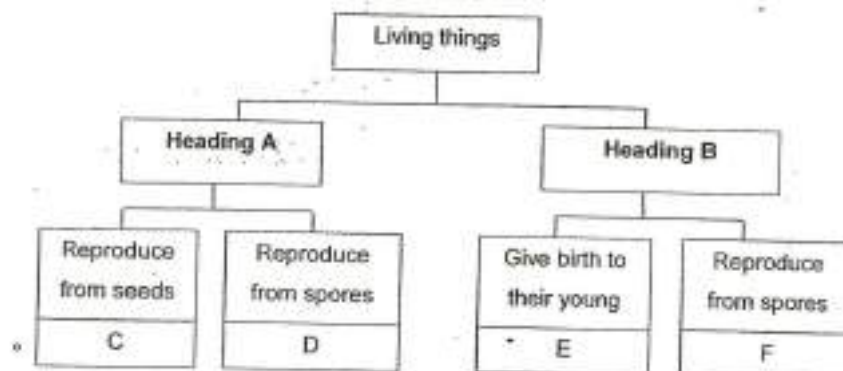 Living things
Heading A
Heading B
Reproduce
from seeds
C
Reproduce
from spores
D
Give birth to
their young
E
Reproduce
from spores
F